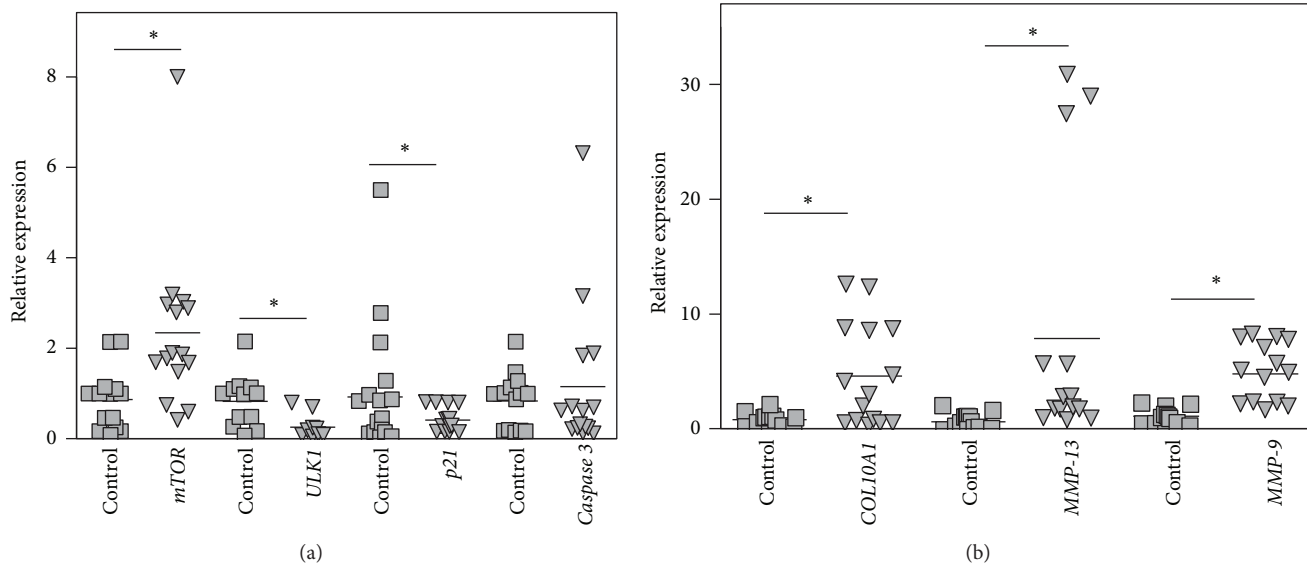 Relative expression
8
6
4
2
0
*
*
*
Control
mTOR
Control
ULK1
Control
p21
Control
Caspase 3
(a)
Relative expression
30
20
10
0
*
*
*
Control
COL10A1
Control
MMP-13
Control
MMP-9
(b)